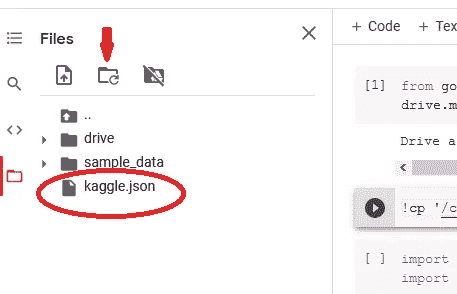 Files
+ Code
+ Tex
..
drive
sample_data
kaggle.json
[1]
from go
drive.m
Drive a
!cp '/c
[ ]
import
import